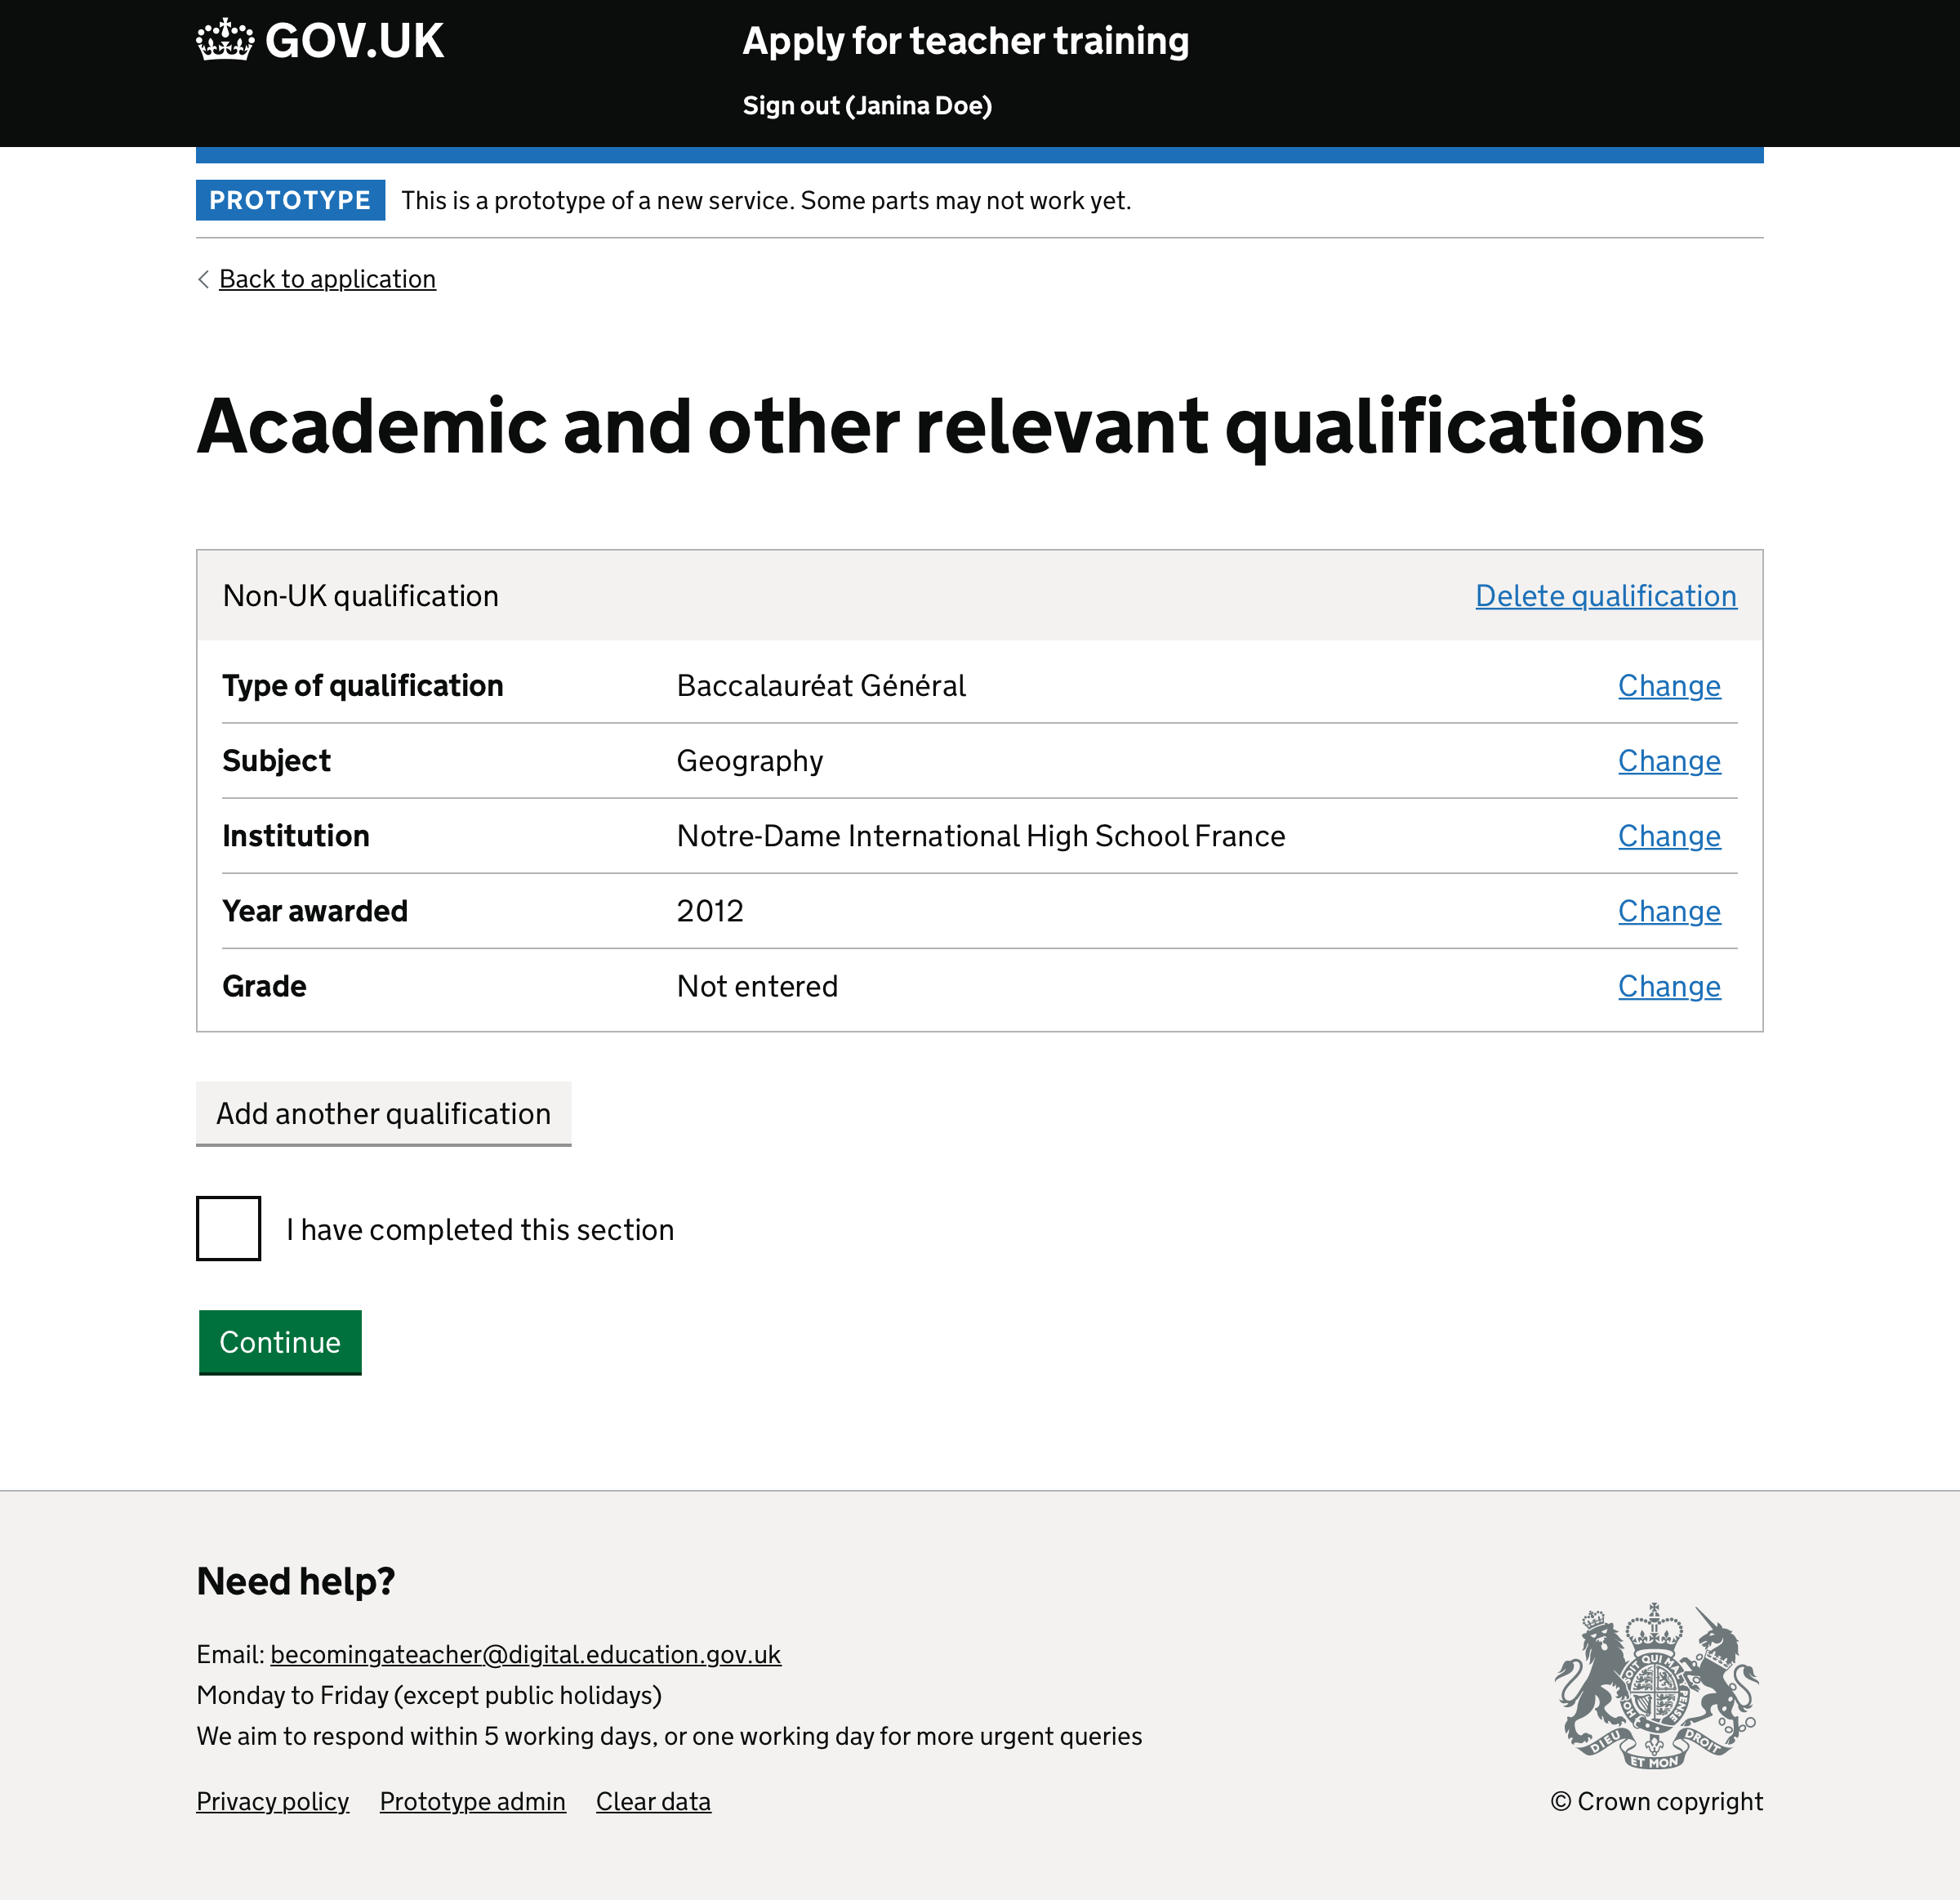 GOV.UK
Apply for teacher training
Sign out (Janina Doe)
PROTOTYPE This is a prototype of a new service. Some parts may not work yet.
Back to application
Academic and other relevant qualifications
Non-UK qualification Delete qualification
Type of qualification Baccalauréat Général Change
Subject Geography Change
Institution Notre-Dame International High School France Change
Year awarded 2012 Change
Grade Not entered Change
Add another qualification
I have completed this section
Continue
Need help?
Email: becomingateacher@digital.education.gov.uk
Monday to Friday (except public holidays)
We aim to respond within 5 working days, or one working day for more urgent queries
Privacy policy Prototype admin Clear data
HONI SOIT QUI MAL Y PENSE
DIEU ET MON DROIT
© Crown copyright